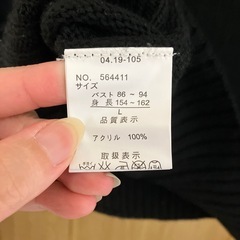 04.19-105
NO. 564411
サイズ
バスト 86 ~ 94
身長 154-162
L
品質表示
アクリル 100%
取扱表示